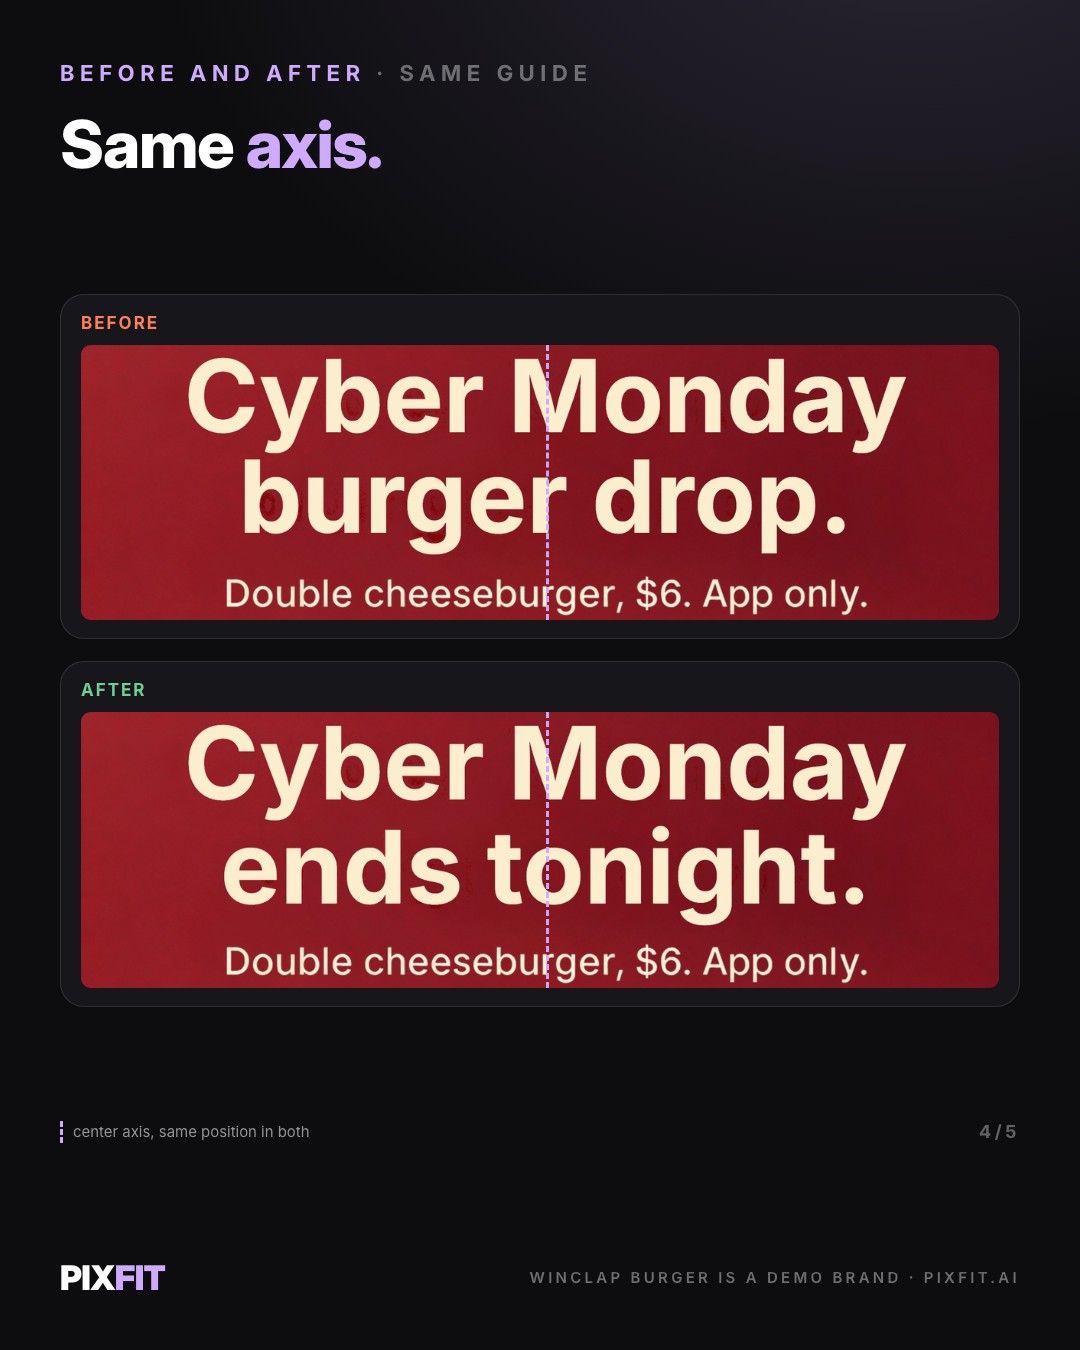 BEFORE AND AFTER · SAME GUIDE
Same axis.
BEFORE
Cyber Monday
burger drop.
Double cheeseburger, $6. App only.
AFTER
Cyber Monday
ends tonight.
Double cheeseburger, $6. App only.
center axis, same position in both
4 / 5
PIXFIT
WINCLAP BURGER IS A DEMO BRAND · PIXFIT.AI